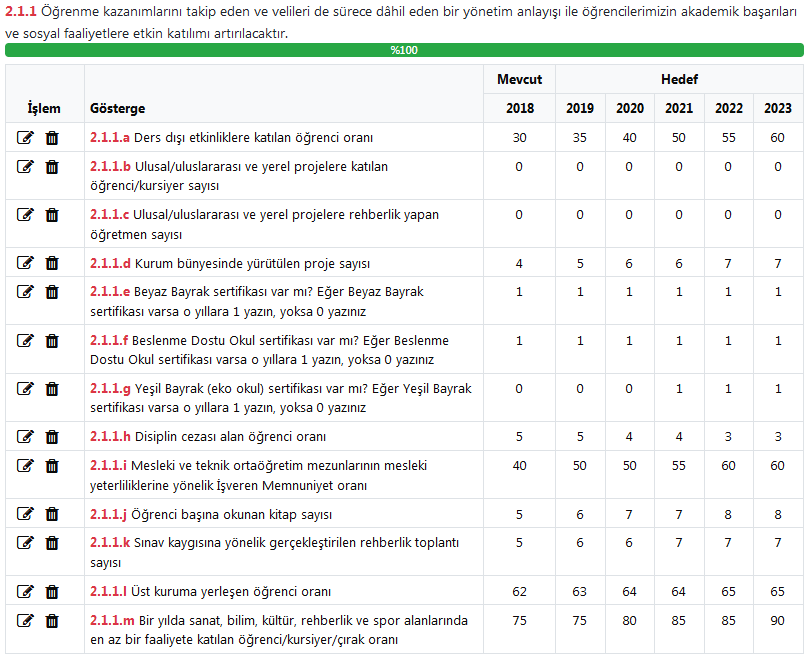 2.1.1 Öğrenme kazanımlarını takip eden ve velileri de sürece dâhil eden bir yönetim anlayışı ile öğrencilerimizin akademik başarıları
ve sosyal faaliyetlere etkin katılımı artırılacaktır.
%100
Mevcut Hedef
İşlem Gösterge 2018 2019 2020 2021 2022 2023
2.1.1.a Ders dışı etkinliklere katılan öğrenci oranı 30 35 40 50 55 60
2.1.1.b Ulusal/uluslararası ve yerel projelere katılan 0 0 0 0 0 0
öğrenci/kursiyer sayısı
2.1.1.c Ulusal/uluslararası ve yerel projelere rehberlik yapan 0 0 0 0 0 0
öğretmen sayısı
2.1.1.d Kurum bünyesinde yürütülen proje sayısı 4 5 6 6 7 7
2.1.1.e Beyaz Bayrak sertifikası var mı? Eğer Beyaz Bayrak 1 1 1 1 1 1
sertifikası varsa o yıllara 1 yazın, yoksa 0 yazınız
2.1.1.f Beslenme Dostu Okul sertifikası var mı? Eğer Beslenme 1 1 1 1 1 1
Dostu Okul sertifikası varsa o yıllara 1 yazın, yoksa 0 yazınız
2.1.1.g Yeşil Bayrak (eko okul) sertifikası var mı? Eğer Yeşil Bayrak 0 0 0 1 1 1
sertifikası varsa o yıllara 1 yazın, yoksa 0 yazınız
2.1.1.h Disiplin cezası alan öğrenci oranı 5 5 4 4 3 3
2.1.1.i Mesleki ve teknik ortaöğretim mezunlarının mesleki 40 50 50 55 60 60
yeterliliklerine yönelik İşveren Memnuniyet oranı
2.1.1.j Öğrenci başına okunan kitap sayısı 5 6 7 7 8 8
2.1.1.k Sınav kaygısına yönelik gerçekleştirilen rehberlik toplantı 5 6 6 7 7 7
sayısı
2.1.1.l Üst kuruma yerleşen öğrenci oranı 62 63 64 64 65 65
2.1.1.m Bir yılda sanat, bilim, kültür, rehberlik ve spor alanlarında 75 75 80 85 85 90
en az bir faaliyete katılan öğrenci/kursiyer/çırak oranı